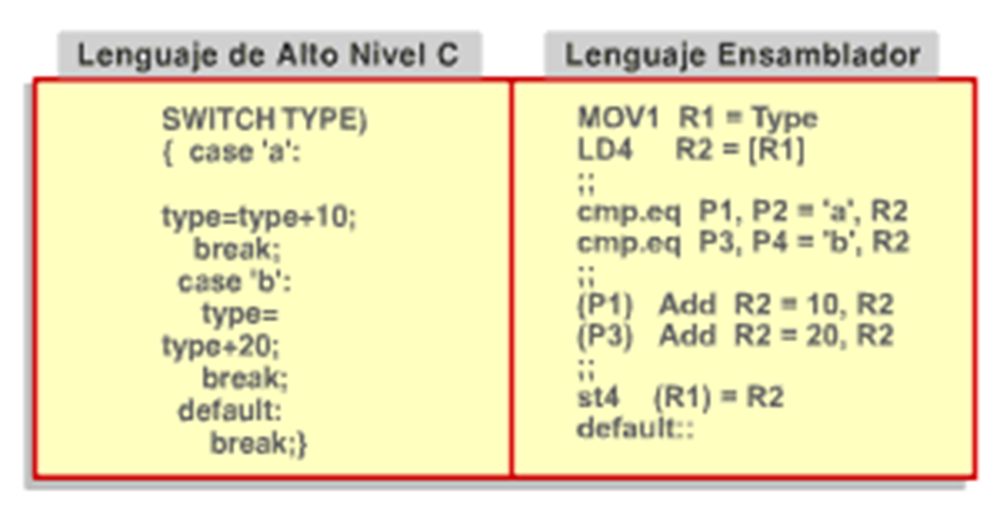 Lenguaje de Alto Nivel C
SWITCH TYPE)
{ case 'a':
type=type+10;
break;
case 'b':
type=
type+20;
break;
default:
break;}
Lenguaje Ensamblador
MOV1 R1 = Type
LD4 R2 = [R1]
;;
cmp.eq P1, P2 = 'a', R2
cmp.eq P3, P4 = 'b', R2
;;
(P1) Add R2 = 10, R2
(P3) Add R2 = 20, R2
;;
st4 (R1) = R2
default::